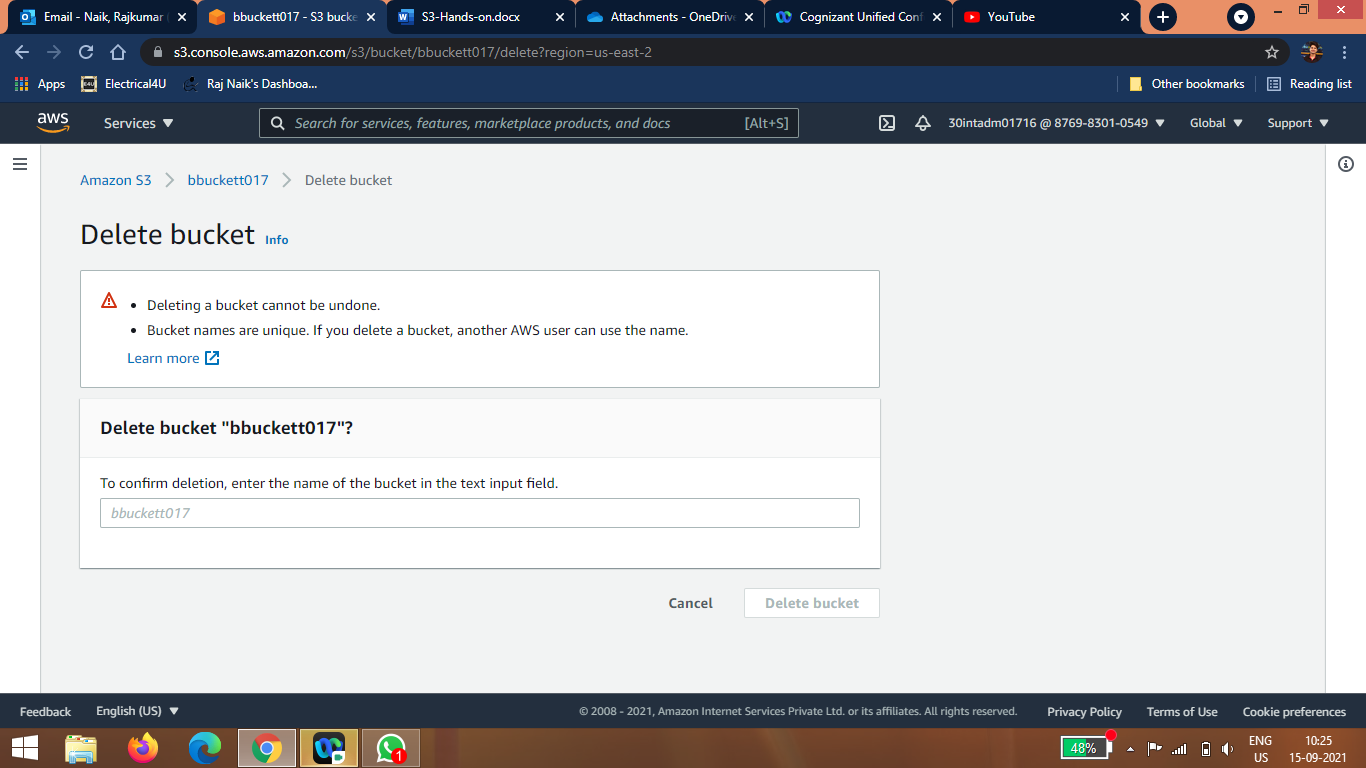 Email - Naik, Rajkumar
bbuckett017 - S3 bucke
S3-Hands-on.docx
Attachments - OneDrive
Cognizant Unified Conf
YouTube
s3.console.aws.amazon.com/s3/bucket/bbuckett017/delete?region=us-east-2
Apps
Electrical4U
Raj Naik's Dashboa...
Other bookmarks
Reading list
aws
Services
Search for services, features, marketplace products, and docs
[Alt+S]
30intadm01716 @ 8769-8301-0549
Global
Support
Amazon S3
bbuckett017
Delete bucket
Delete bucket
Info
• Deleting a bucket cannot be undone.
• Bucket names are unique. If you delete a bucket, another AWS user can use the name.
Learn more
Delete bucket "bbuckett017"?
To confirm deletion, enter the name of the bucket in the text input field.
bbuckett017
Cancel
Delete bucket
Feedback
English (US)
© 2008 - 2021, Amazon Internet Services Private Ltd. or its affiliates. All rights reserved.
Privacy Policy
Terms of Use
Cookie preferences
1
48%
ENG
US
10:25
15-09-2021